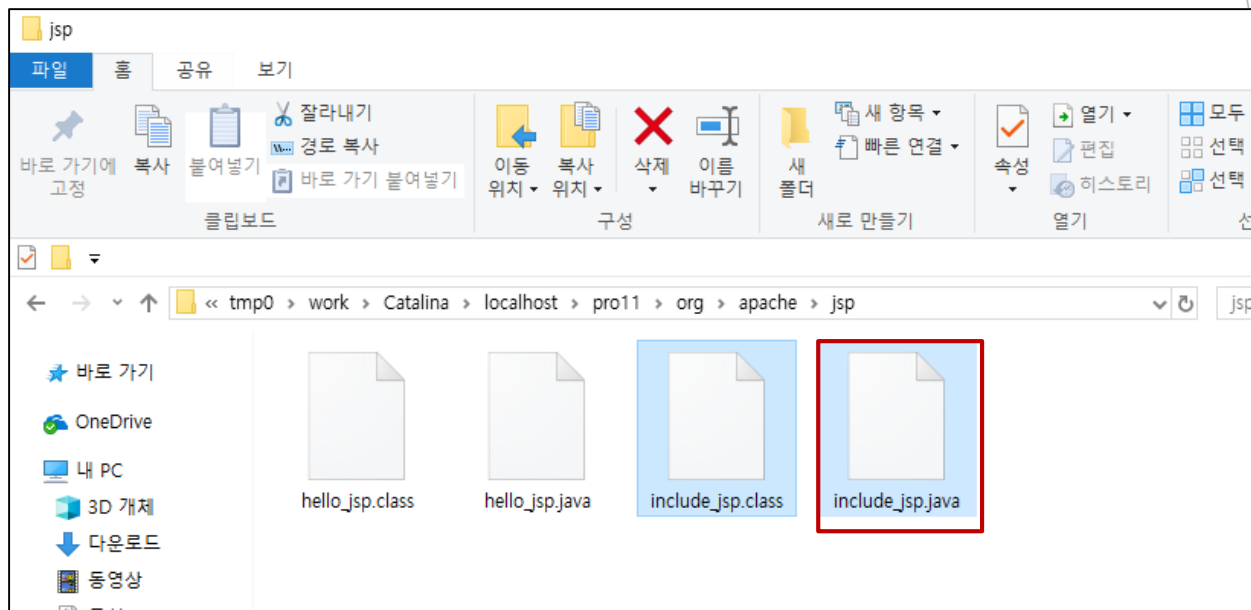 jsp
파일 홈 공유 보기
바로 가기에 고정
복사
붙여넣기
잘라내기
경로 복사
바로 가기 붙여넣기
클립보드
이동 위치
복사 위치
삭제
이름 바꾸기
구성
새 폴더
새 항목
빠른 연결
새로 만들기
속성
열기
편집
히스토리
열기
모두
선택
선택
« tmp0 › work › Catalina › localhost › pro11 › org › apache › jsp
jsp
바로 가기
OneDrive
내 PC
3D 개체
다운로드
동영상
hello_jsp.class
hello_jsp.java
include_jsp.class
include_jsp.java